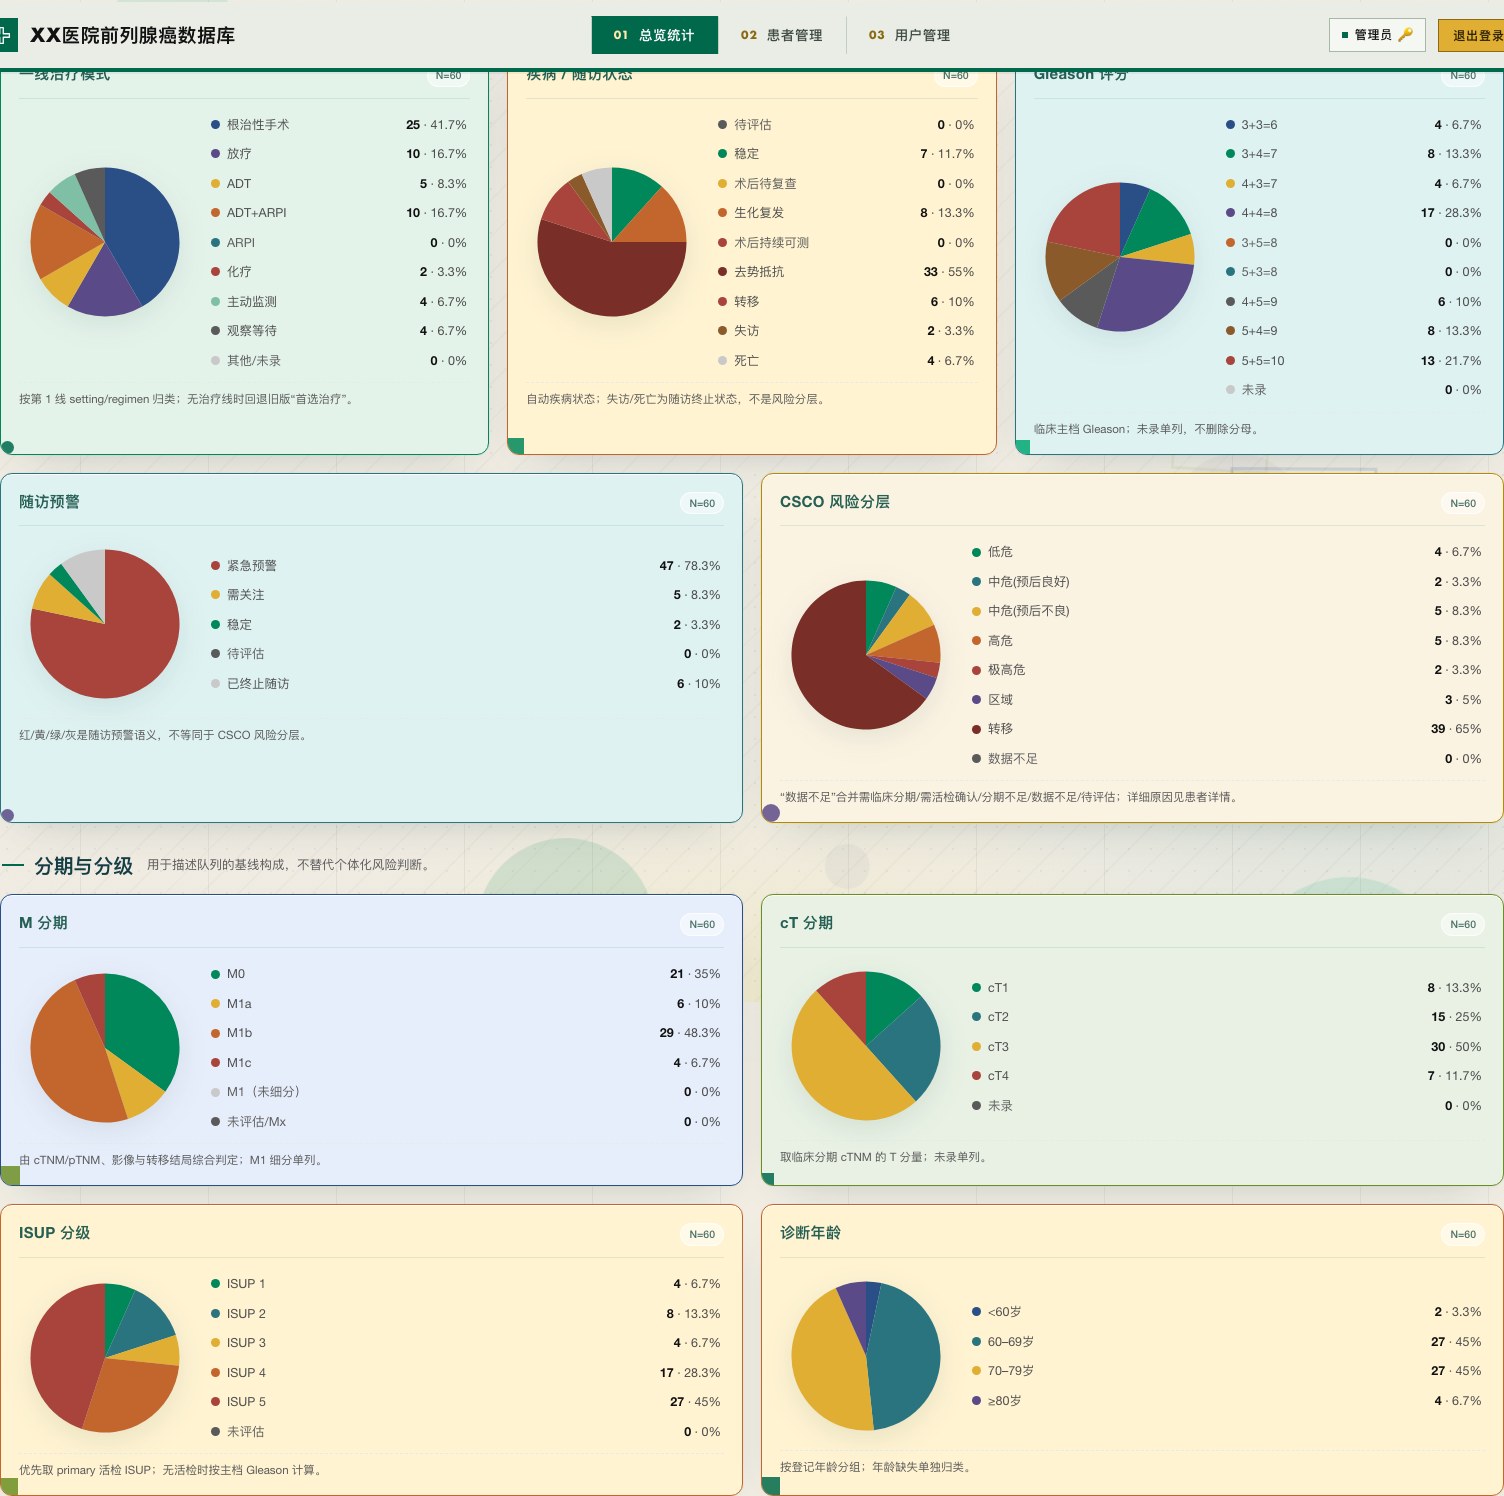 XX医院前列腺癌数据库
01 总览统计
02 患者管理
03 用户管理
管理员
退出登录
一线治疗模式
N=60
根治性手术 25 · 41.7%
放疗 10 · 16.7%
ADT 5 · 8.3%
ADT+ARPI 10 · 16.7%
ARPI 0 · 0%
化疗 2 · 3.3%
主动监测 4 · 6.7%
观察等待 4 · 6.7%
其他/未录 0 · 0%
按第 1 线 setting/regimen 归类；无治疗线时回退旧版“首选治疗”。
疾病 / 随访状态
N=60
待评估 0 · 0%
稳定 7 · 11.7%
术后待复查 0 · 0%
生化复发 8 · 13.3%
术后持续可测 0 · 0%
去势抵抗 33 · 55%
转移 6 · 10%
失访 2 · 3.3%
死亡 4 · 6.7%
自动疾病状态；失访/死亡为随访终止状态，不是风险分层。
Gleason 评分
N=60
3+3=6 4 · 6.7%
3+4=7 8 · 13.3%
4+3=7 4 · 6.7%
4+4=8 17 · 28.3%
3+5=8 0 · 0%
5+3=8 0 · 0%
4+5=9 6 · 10%
5+4=9 8 · 13.3%
5+5=10 13 · 21.7%
未录 0 · 0%
临床主档 Gleason；未录单列，不删除分母。
随访预警
N=60
紧急预警 47 · 78.3%
需关注 5 · 8.3%
稳定 2 · 3.3%
待评估 0 · 0%
已终止随访 6 · 10%
红/黄/绿/灰是随访预警语义，不等同于 CSCO 风险分层。
CSCO 风险分层
N=60
低危 4 · 6.7%
中危(预后良好) 2 · 3.3%
中危(预后不良) 5 · 8.3%
高危 5 · 8.3%
极高危 2 · 3.3%
区域 3 · 5%
转移 39 · 65%
数据不足 0 · 0%
“数据不足”合并需临床分期/需活检确认/分期不足/数据不足/待评估；详细原因见患者详情。
分期与分级 用于描述队列的基线构成，不替代个体化风险判断。
M 分期
N=60
M0 21 · 35%
M1a 6 · 10%
M1b 29 · 48.3%
M1c 4 · 6.7%
M1（未细分） 0 · 0%
未评估/Mx 0 · 0%
由 cTNM/pTNM、影像与转移结局综合判定；M1 细分单列。
cT 分期
N=60
cT1 8 · 13.3%
cT2 15 · 25%
cT3 30 · 50%
cT4 7 · 11.7%
未录 0 · 0%
取临床分期 cTNM 的 T 分量；未录单列。
ISUP 分级
N=60
ISUP 1 4 · 6.7%
ISUP 2 8 · 13.3%
ISUP 3 4 · 6.7%
ISUP 4 17 · 28.3%
ISUP 5 27 · 45%
未评估 0 · 0%
优先取 primary 活检 ISUP；无活检时按主档 Gleason 计算。
诊断年龄
N=60
<60岁 2 · 3.3%
60–69岁 27 · 45%
70–79岁 27 · 45%
≥80岁 4 · 6.7%
按登记年龄分组；年龄缺失单独归类。